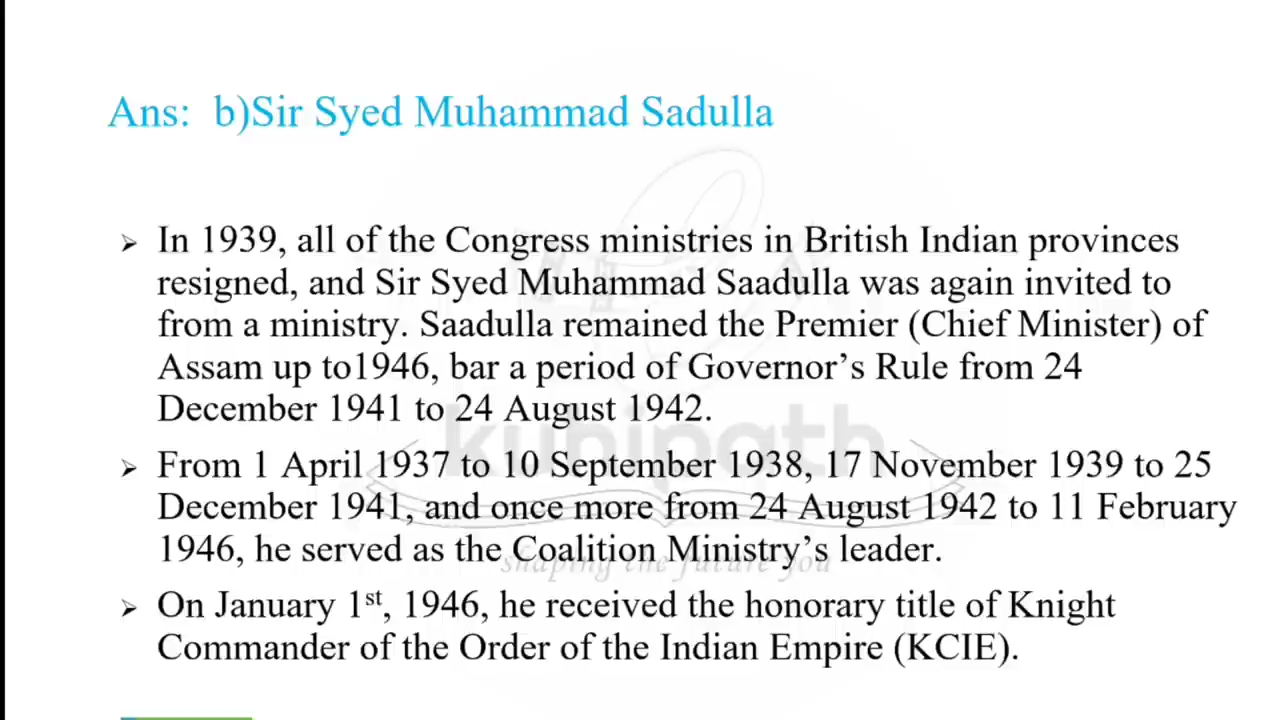 Ans: b)Sir Syed Muhammad Sadulla
➢ In 1939, all of the Congress ministries in British Indian provinces
resigned, and Sir Syed Muhammad Saadulla was again invited to
from a ministry. Saadulla remained the Premier (Chief Minister) of
Assam up to1946, bar a period of Governor’s Rule from 24
December 1941 to 24 August 1942.
kuhipath
➢ From 1 April 1937 to 10 September 1938, 17 November 1939 to 25
December 1941, and once more from 24 August 1942 to 11 February
1946, he served as the Coalition Ministry’s leader.
shaping the future you
➢ On January 1st, 1946, he received the honorary title of Knight
Commander of the Order of the Indian Empire (KCIE).